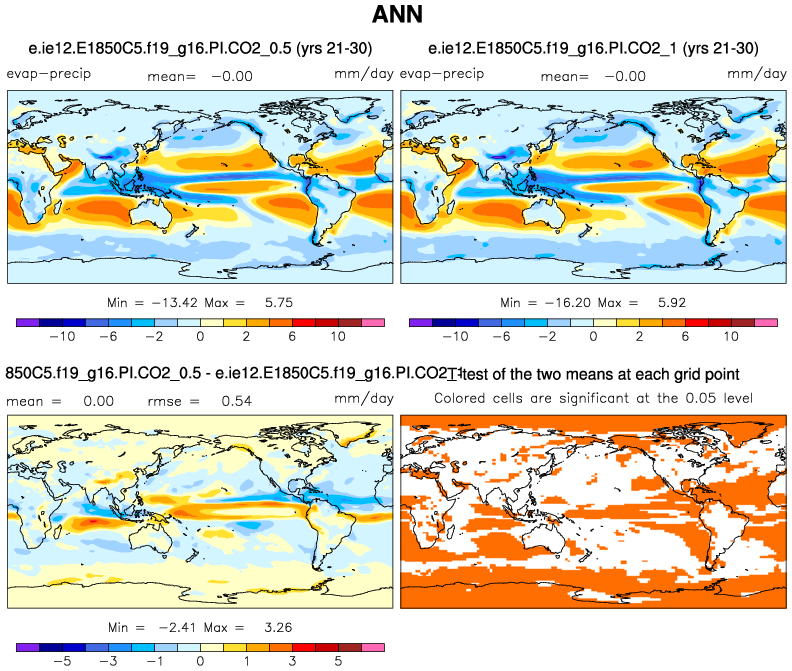 ANN
e.ie12.E1850C5.f19_g16.PI.CO2_0.5 (yrs 21-30)
e.ie12.E1850C5.f19_g16.PI.CO2_1 (yrs 21-30)
evap-precip mean= -0.00 mm/day
evap-precip mean= -0.00 mm/day
Min = -13.42 Max = 5.75
Min = -16.20 Max = 5.92
-10 -6 -2 0 2 6 10
-10 -6 -2 0 2 6 10
850C5.f19_g16.PI.CO2_0.5 - e.ie12.E1850C5.f19_g16.PI.CO2_
T-test of the two means at each grid point
mean = 0.00 rmse = 0.54 mm/day
Colored cells are significant at the 0.05 level
Min = -2.41 Max = 3.26
-5 -3 -1 0 1 3 5